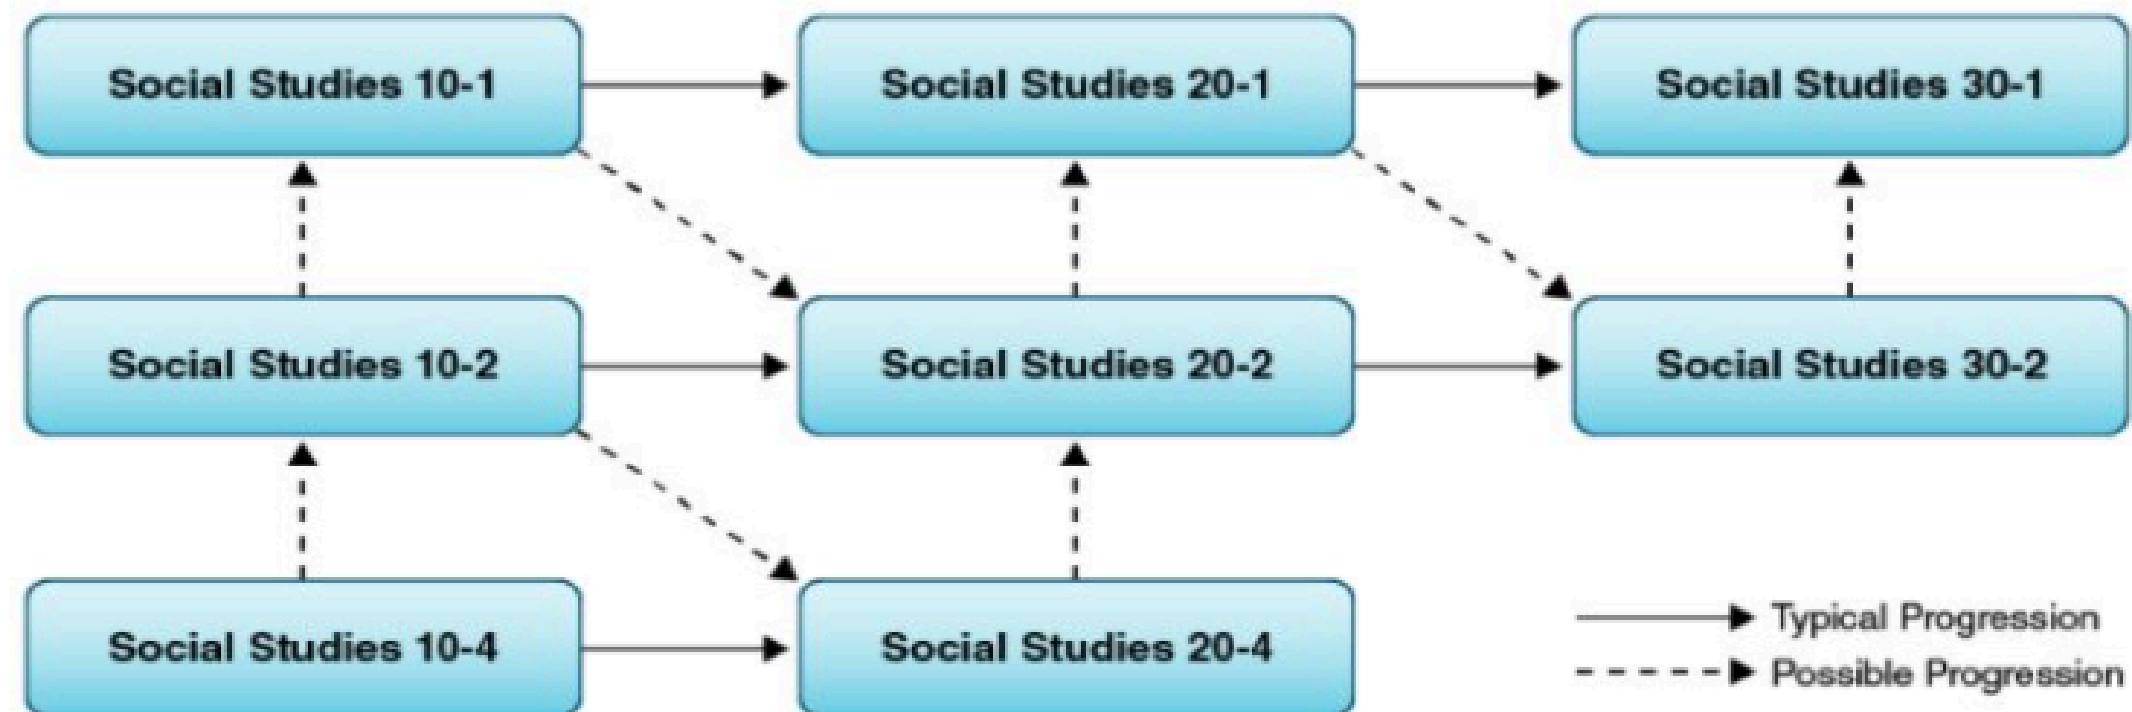 Social Studies 10-1
Social Studies 20-1
Social Studies 30-1
Social Studies 10-2
Social Studies 20-2
Social Studies 30-2
Social Studies 10-4
Social Studies 20-4
Typical Progression
Possible Progression